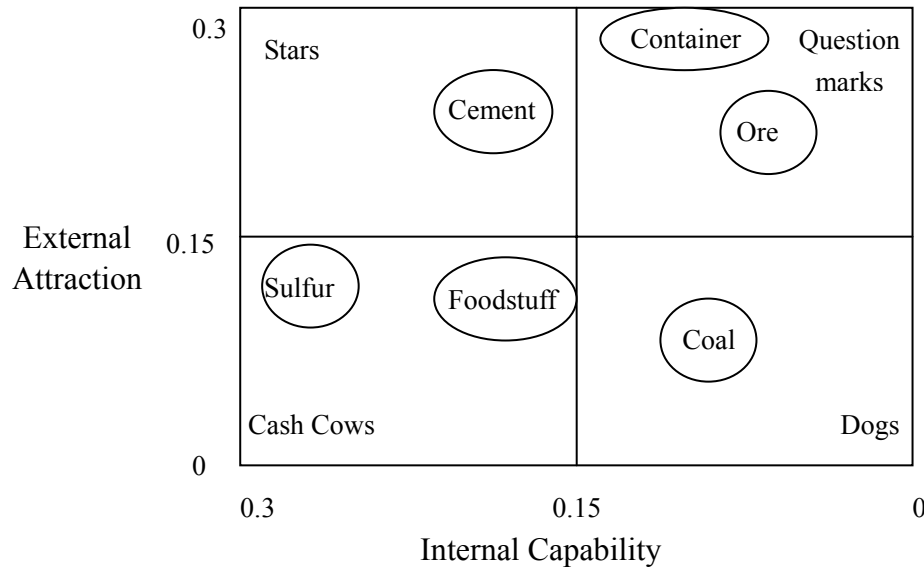 0.3
Stars
Container
Question
marks
Cement
Ore
External
Attraction
0.15
Sulfur
Foodstuff
Coal
Cash Cows
Dogs
0
0.3
0.15
0
Internal Capability